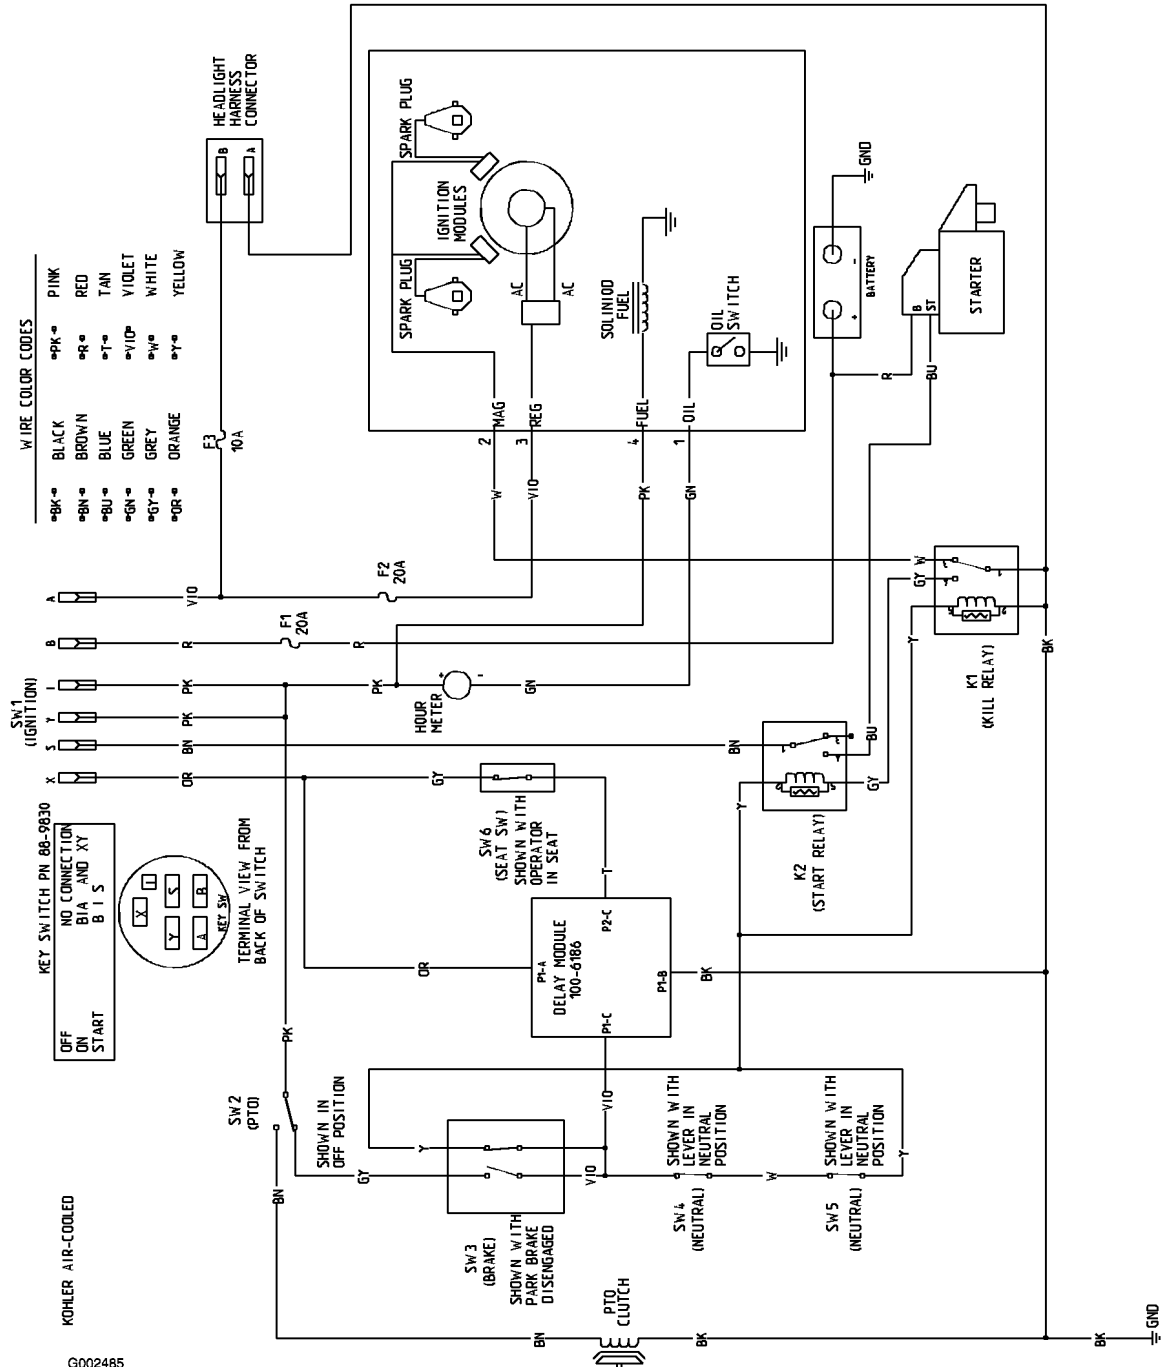 HEADLIGHT
HARNESS
CONNECTOR
B
A
WIRE COLOR CODES
BK BLACK PK PINK
BN BROWN R RED
BU BLUE T TAN
GN GREEN VIO VIOLET
GY GREY W WHITE
OR ORANGE Y YELLOW
F3
10A
SPARK PLUG
SPARK PLUG
IGNITION
MODULES
AC
AC
SOLINIOD
FUEL
OIL
SWITCH
2 MAG
3 REG
4 FUEL
1 OIL
GND
BATTERY
+
-
STARTER
B
ST
R
BU
W
VIO
PK
GN
SW1
(IGNITION)
A
B
I
Y
S
X
VIO
F2
20A
R
F1
20A
R
PK
PK
PK
HOUR
METER
+
-
GN
BN
BN
OR
GY
KEY SWITCH PN 88-9830
OFF NO CONNECTION
ON BIA AND XY
START B I S
X
I
Y
S
A
B
KEY SW
TERMINAL VIEW FROM
BACK OF SWITCH
SW6
(SEAT SW)
SHOWN WITH
OPERATOR
IN SEAT
T
K2
(START RELAY)
Y
GY
BU
K1
(KILL RELAY)
GY
W
Y
BK
OR
DELAY MODULE
100-6186
P1-A
P2-C
P1-C
P1-B
BK
PK
SW2
(PTO)
SHOWN IN
OFF POSITION
BN
GY
Y
VIO
VIO
SW3
(BRAKE)
SHOWN WITH
PARK BRAKE
DISENGAGED
SHOWN WITH
LEVER IN
NEUTRAL
POSITION
SW4
(NEUTRAL)
W
SHOWN WITH
LEVER IN
NEUTRAL
POSITION
SW5
(NEUTRAL)
Y
KOHLER AIR-COOLED
BN
PTO
CLUTCH
BK
BK
GND
G002485